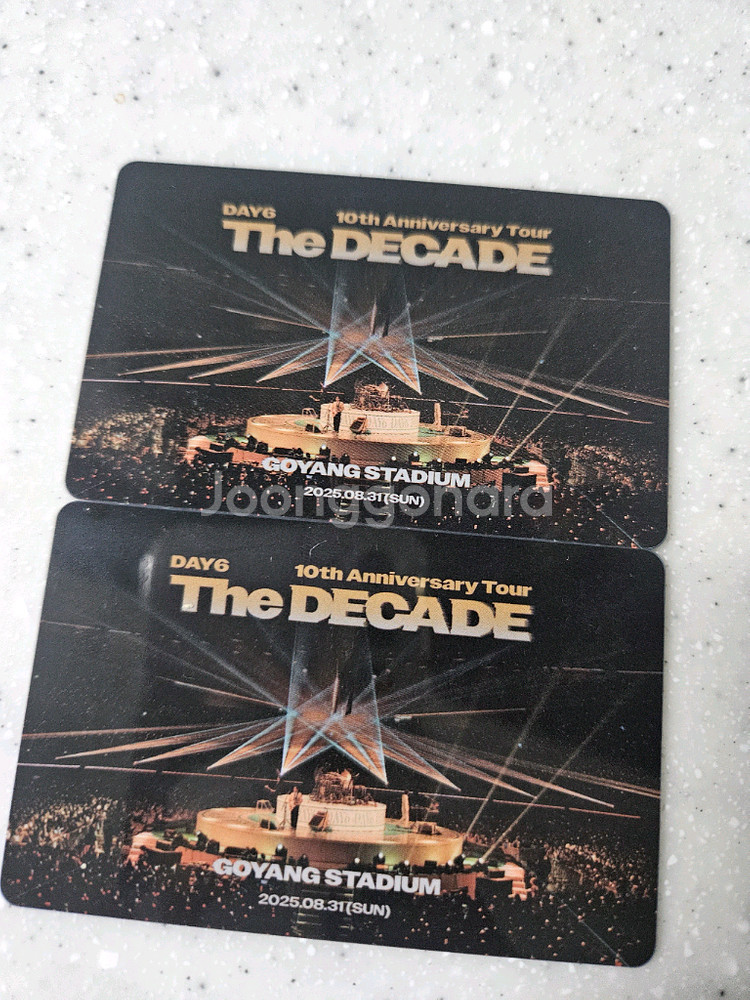 DAY6 10th Anniversary Tour
The DECADE
GOYANG STADIUM
2025.08.31(SUN)
Joonggonara
DAY6 10th Anniversary Tour
The DECADE
GOYANG STADIUM
2025.08.31(SUN)